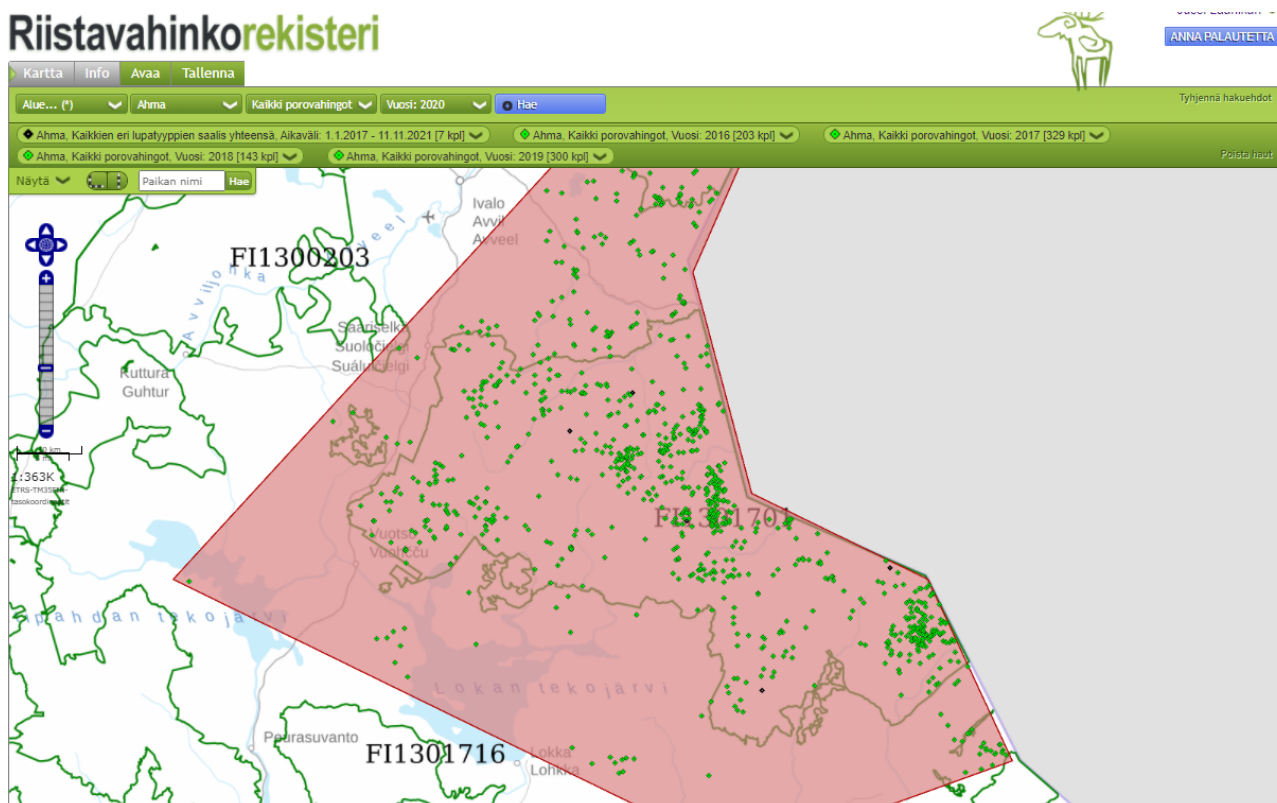 Riistavahinkorekisteri
ANNA PALAUTETTA
Kartta Info Avaa Tallenna
Alue... (*) Ahma Kaikki porovahingot Vuosi: 2020 Hae
Tyhjennä hakuehdot
Ahma, Kaikkien eri lupatyyppien saalis yhteensä, Aikaväli: 1.1.2017 - 11.11.2021 [7 kpl] Ahma, Kaikki porovahingot, Vuosi: 2016 [203 kpl] Ahma, Kaikki porovahingot, Vuosi: 2017 [329 kpl]
Ahma, Kaikki porovahingot, Vuosi: 2018 [143 kpl] Ahma, Kaikki porovahingot, Vuosi: 2019 [300 kpl] Poista haut
Näytä Paikan nimi Hae
Ivalo
Avvil
Avveel
FI1300203
Avviljohka
Saariselkä
Suoločielgi
Suálučielgi
Kuttura
Guhtur
1:363K
FI1301701
Vuotso
Vuohčču
tekojärvi
Lokan tekojärvi
Peurasuvanto
FI1301716
Lokka
Lohkka